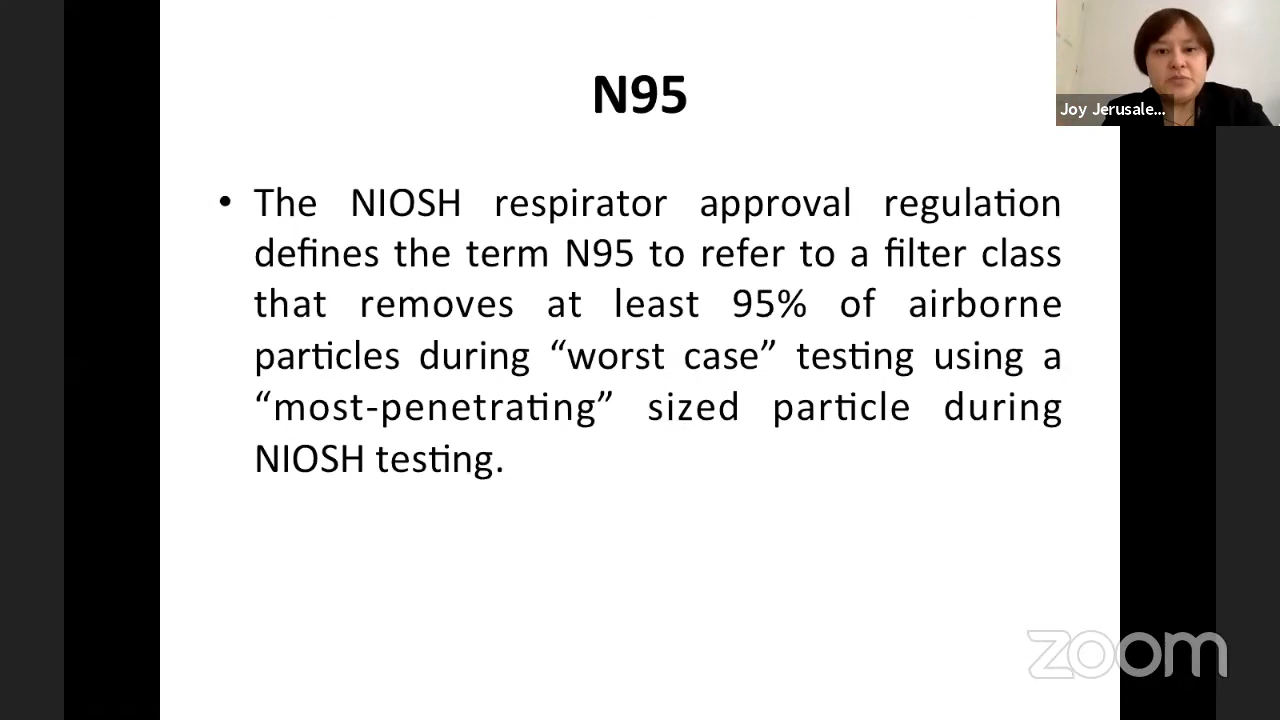 N95
Joy Jerusale...
• The NIOSH respirator approval regulation
defines the term N95 to refer to a filter class
that removes at least 95% of airborne
particles during “worst case” testing using a
“most-penetrating” sized particle during
NIOSH testing.
zoom